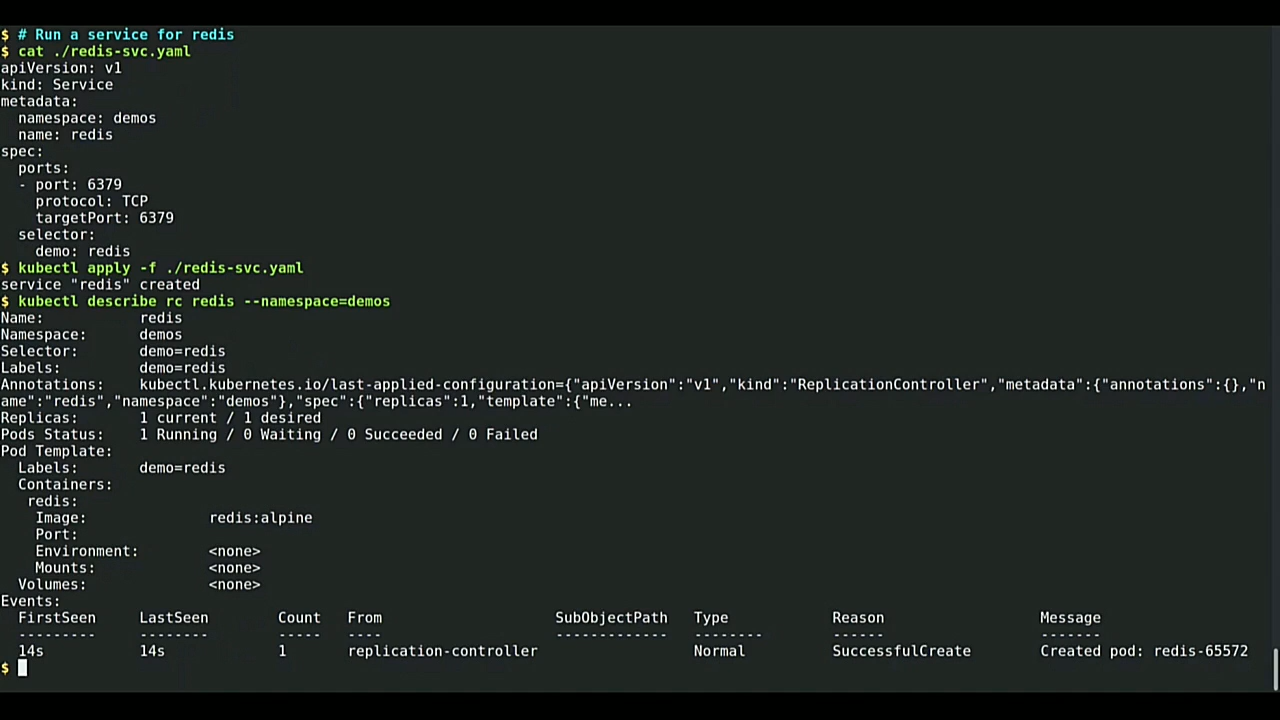 $ # Run a service for redis
$ cat ./redis-svc.yaml
apiVersion: v1
kind: Service
metadata:
  namespace: demos
  name: redis
spec:
  ports:
  - port: 6379
    protocol: TCP
    targetPort: 6379
  selector:
    demo: redis
$ kubectl apply -f ./redis-svc.yaml
service "redis" created
$ kubectl describe rc redis --namespace=demos
Name:           redis
Namespace:      demos
Selector:       demo=redis
Labels:         demo=redis
Annotations:    kubectl.kubernetes.io/last-applied-configuration={"apiVersion":"v1","kind":"ReplicationController","metadata":{"annotations":{},"n
ame":"redis","namespace":"demos"},"spec":{"replicas":1,"template":{"me...
Replicas:       1 current / 1 desired
Pods Status:    1 Running / 0 Waiting / 0 Succeeded / 0 Failed
Pod Template:
  Labels:       demo=redis
  Containers:
   redis:
    Image:              redis:alpine
    Port:
    Environment:        <none>
    Mounts:             <none>
  Volumes:              <none>
Events:
  FirstSeen     LastSeen        Count   From                    SubObjectPath   Type            Reason                  Message
  ---------     --------        -----   ----                    -------------   --------        ------                  -------
  14s           14s             1       replication-controller                  Normal          SuccessfulCreate        Created pod: redis-65572
$